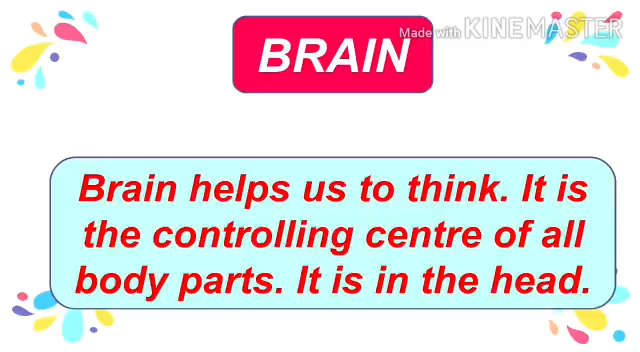 Made with KINEMASTER
BRAIN
Brain helps us to think. It is
the controlling centre of all
body parts. It is in the head.